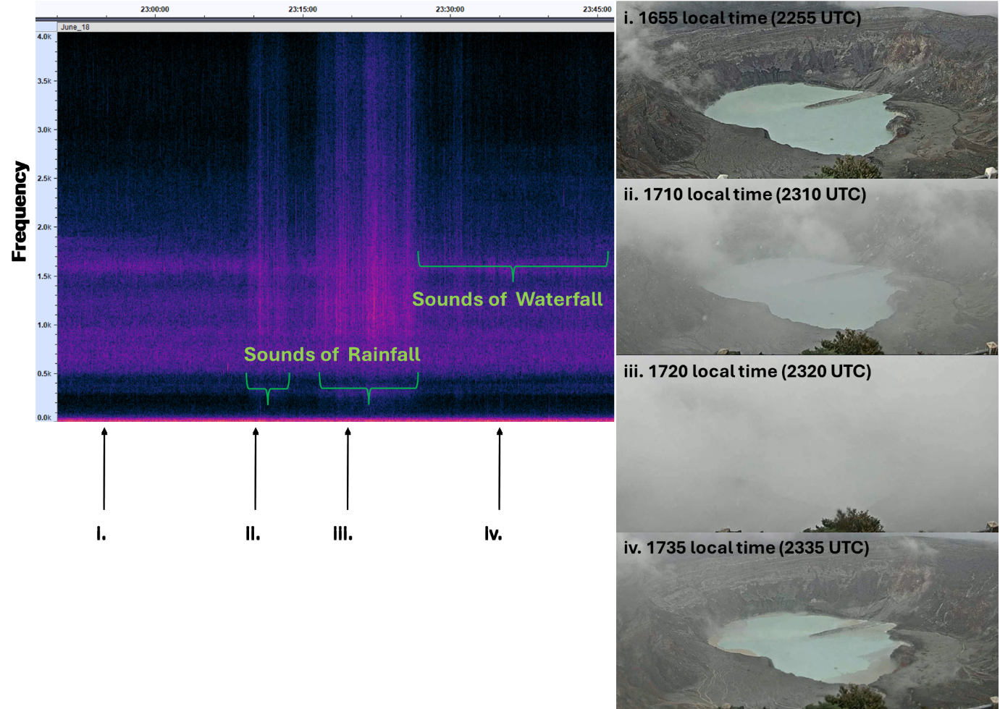 23:00:00 23:15:00 23:30:00 23:45:00
June_18
4.0k
3.5k
3.0k
2.5k
2.0k
1.5k
1.0k
0.5k
0.0k
Frequency
Sounds of Waterfall
Sounds of Rainfall
i. ii. iii. iv.
i. 1655 local time (2255 UTC)
ii. 1710 local time (2310 UTC)
iii. 1720 local time (2320 UTC)
iv. 1735 local time (2335 UTC)